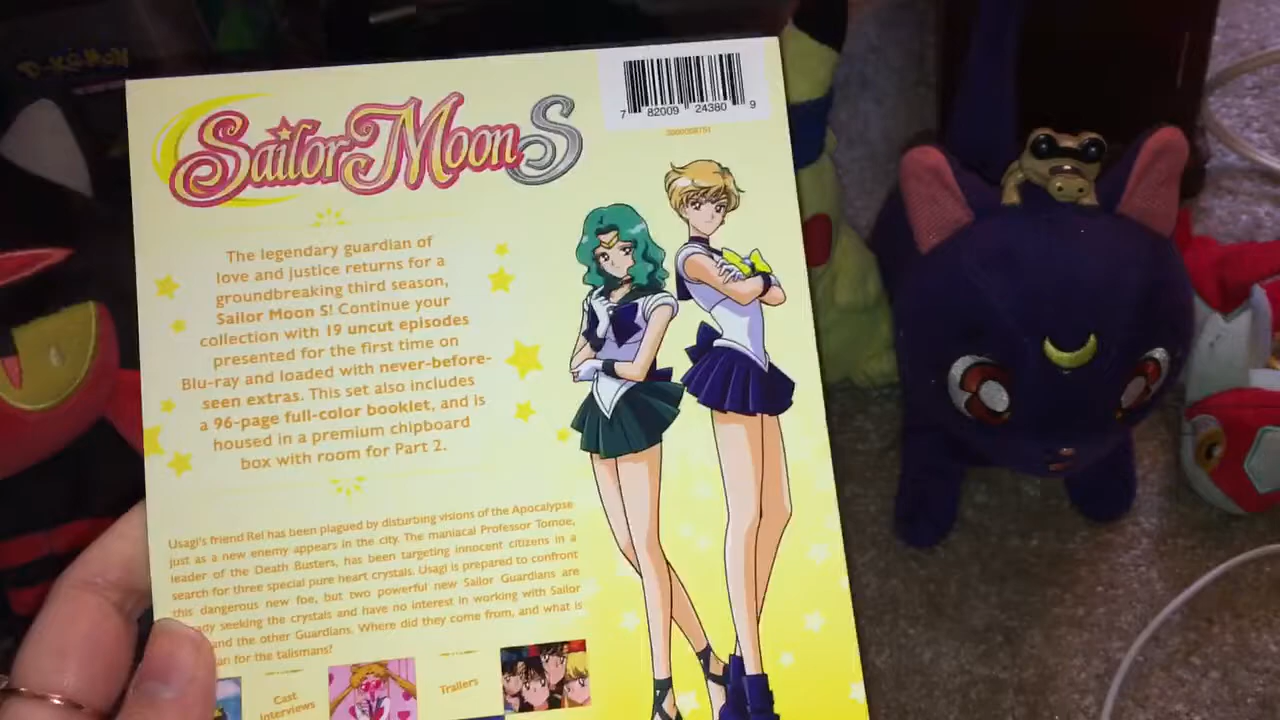 POKéMON
Sailor Moon S
7 82009 24380 9
The legendary guardian of
love and justice returns for a
groundbreaking third season,
Sailor Moon S! Continue your
collection with 19 uncut episodes
presented for the first time on
Blu-ray and loaded with never-before-
seen extras. This set also includes
a 96-page full-color booklet, and is
housed in a premium chipboard
box with room for Part 2.
Usagi's friend Rei has been plagued by disturbing visions of the Apocalypse
just as a new enemy appears in the city. The maniacal Professor Tomoe,
leader of the Death Busters, has been targeting innocent citizens in a
search for three special pure heart crystals. Usagi is prepared to confront
this dangerous new foe, but two powerful new Sailor Guardians are
seeking the crystals and have no interest in working with Sailor
and the other Guardians. Where did they come from, and what is
for the talismans?
Cast
Interviews
Trailers